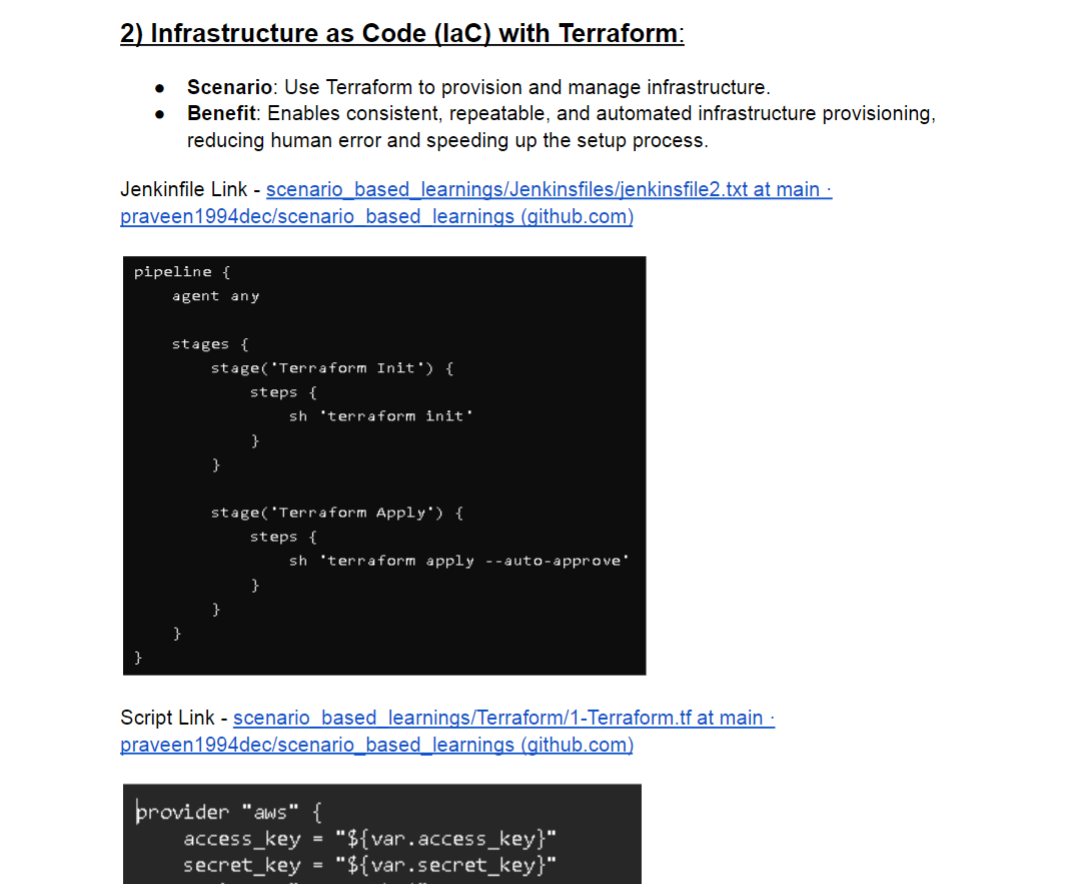 2) Infrastructure as Code (IaC) with Terraform:
● Scenario: Use Terraform to provision and manage infrastructure.
● Benefit: Enables consistent, repeatable, and automated infrastructure provisioning,
reducing human error and speeding up the setup process.
Jenkinfile Link - scenario_based_learnings/Jenkinsfiles/jenkinsfile2.txt at main ·
praveen1994dec/scenario_based_learnings (github.com)
pipeline {
    agent any
    stages {
        stage('Terraform Init') {
            steps {
                sh 'terraform init'
            }
        }
        stage('Terraform Apply') {
            steps {
                sh 'terraform apply --auto-approve'
            }
        }
    }
}
Script Link - scenario_based_learnings/Terraform/1-Terraform.tf at main ·
praveen1994dec/scenario_based_learnings (github.com)
provider "aws" {
    access_key = "${var.access_key}"
    secret_key = "${var.secret_key}"